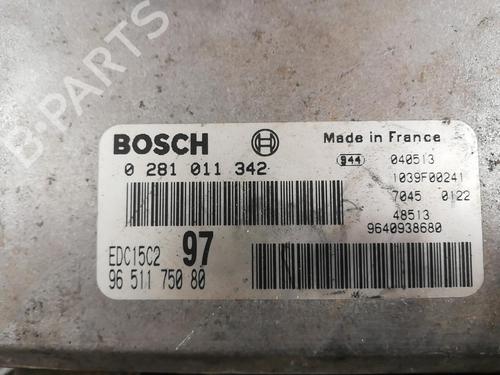 B-PARTS
BOSCH
0 281 011 342
Made in France
944 040513
1039F00241
7045 0122
48513
9640938680
EDC15C2 97
96 511 750 80